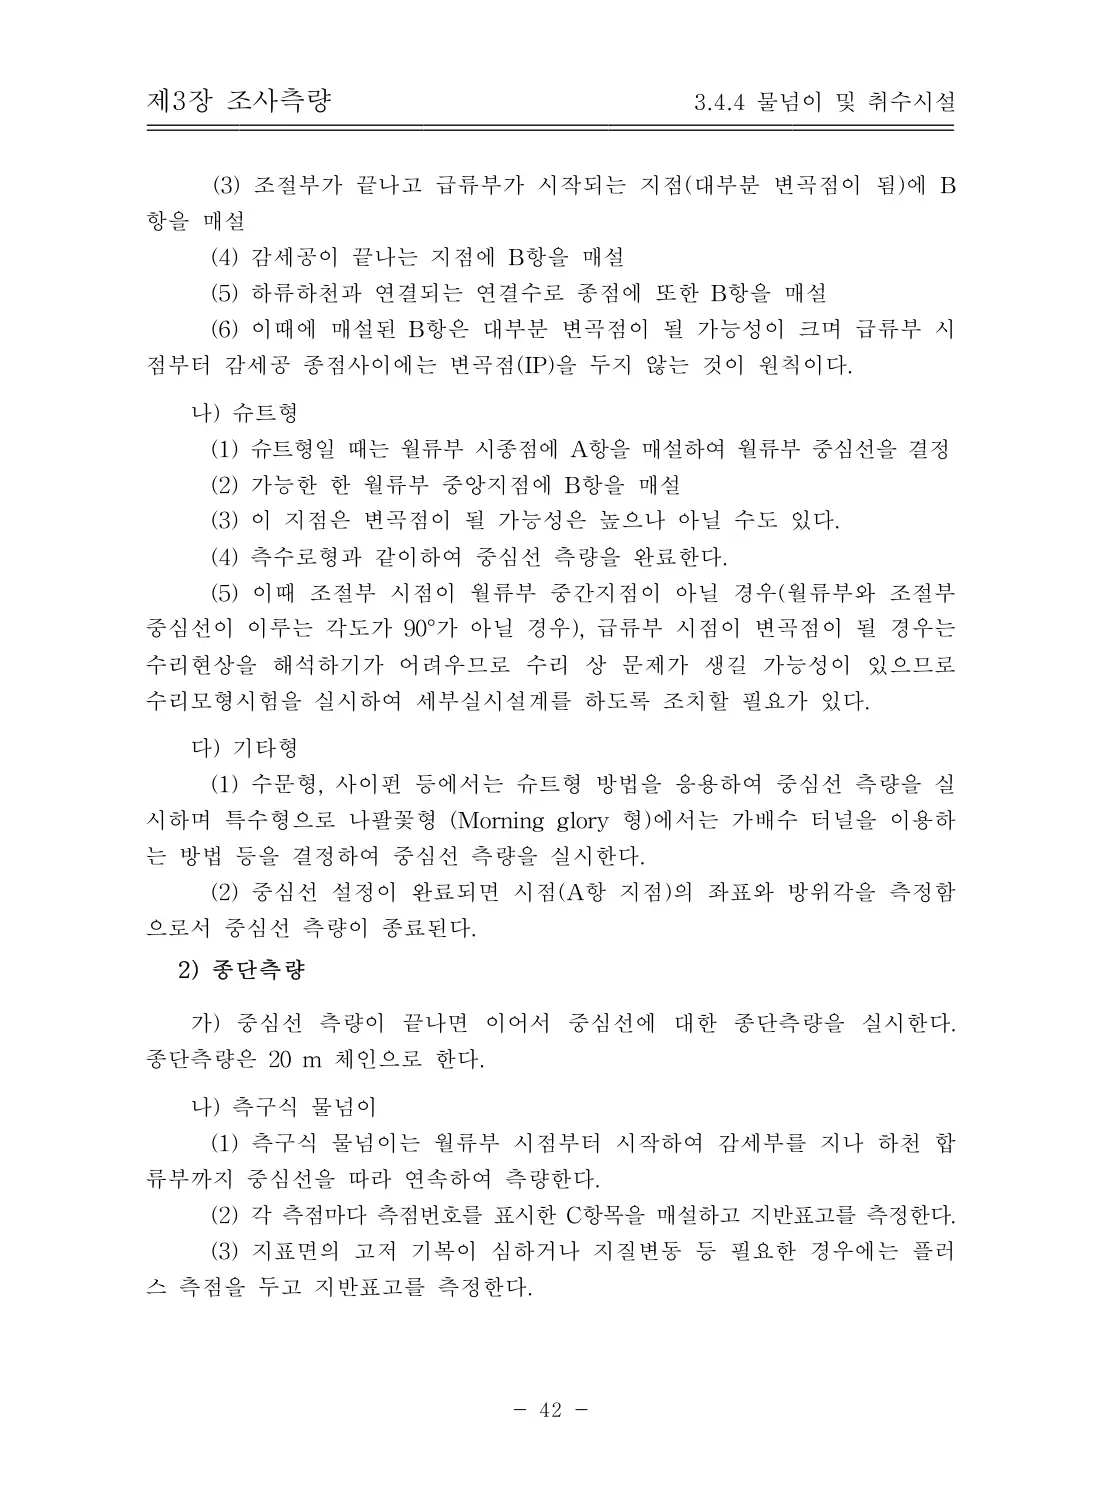 제3장 조사측량
3.4.4 물넘이 및 취수시설
(3) 조절부가 끝나고 급류부가 시작되는 지점(대부분 변곡점이 됨)에 B
항을 매설
(4) 감세공이 끝나는 지점에 B항을 매설
(5) 하류하천과 연결되는 연결수로 종점에 또한 B항을 매설
(6) 이때에 매설된 B항은 대부분 변곡점이 될 가능성이 크며 급류부 시
점부터 감세공 종점사이에는 변곡점(IP)을 두지 않는 것이 원칙이다.
나) 슈트형
(1) 슈트형일 때는 월류부 시종점에 A항을 매설하여 월류부 중심선을 결정
(2) 가능한 한 월류부 중앙지점에 B항을 매설
(3) 이 지점은 변곡점이 될 가능성은 높으나 아닐 수도 있다.
(4) 측수로형과 같이하여 중심선 측량을 완료한다.
(5) 이때 조절부 시점이 월류부 중간지점이 아닐 경우(월류부와 조절부
중심선이 이루는 각도가 90°가 아닐 경우), 급류부 시점이 변곡점이 될 경우는
수리현상을 해석하기가 어려우므로 수리 상 문제가 생길 가능성이 있으므로
수리모형시험을 실시하여 세부실시설계를 하도록 조치할 필요가 있다.
다) 기타형
(1) 수문형, 사이펀 등에서는 슈트형 방법을 응용하여 중심선 측량을 실
시하며 특수형으로 나팔꽃형 (Morning glory 형)에서는 가배수 터널을 이용하
는 방법 등을 결정하여 중심선 측량을 실시한다.
(2) 중심선 설정이 완료되면 시점(A항 지점)의 좌표와 방위각을 측정함
으로서 중심선 측량이 종료된다.
2) 종단측량
가) 중심선 측량이 끝나면 이어서 중심선에 대한 종단측량을 실시한다.
종단측량은 20 m 체인으로 한다.
나) 측구식 물넘이
(1) 측구식 물넘이는 월류부 시점부터 시작하여 감세부를 지나 하천 합
류부까지 중심선을 따라 연속하여 측량한다.
(2) 각 측점마다 측점번호를 표시한 C항목을 매설하고 지반표고를 측정한다.
(3) 지표면의 고저 기복이 심하거나 지질변동 등 필요한 경우에는 플러
스 측점을 두고 지반표고를 측정한다.
- 42 -